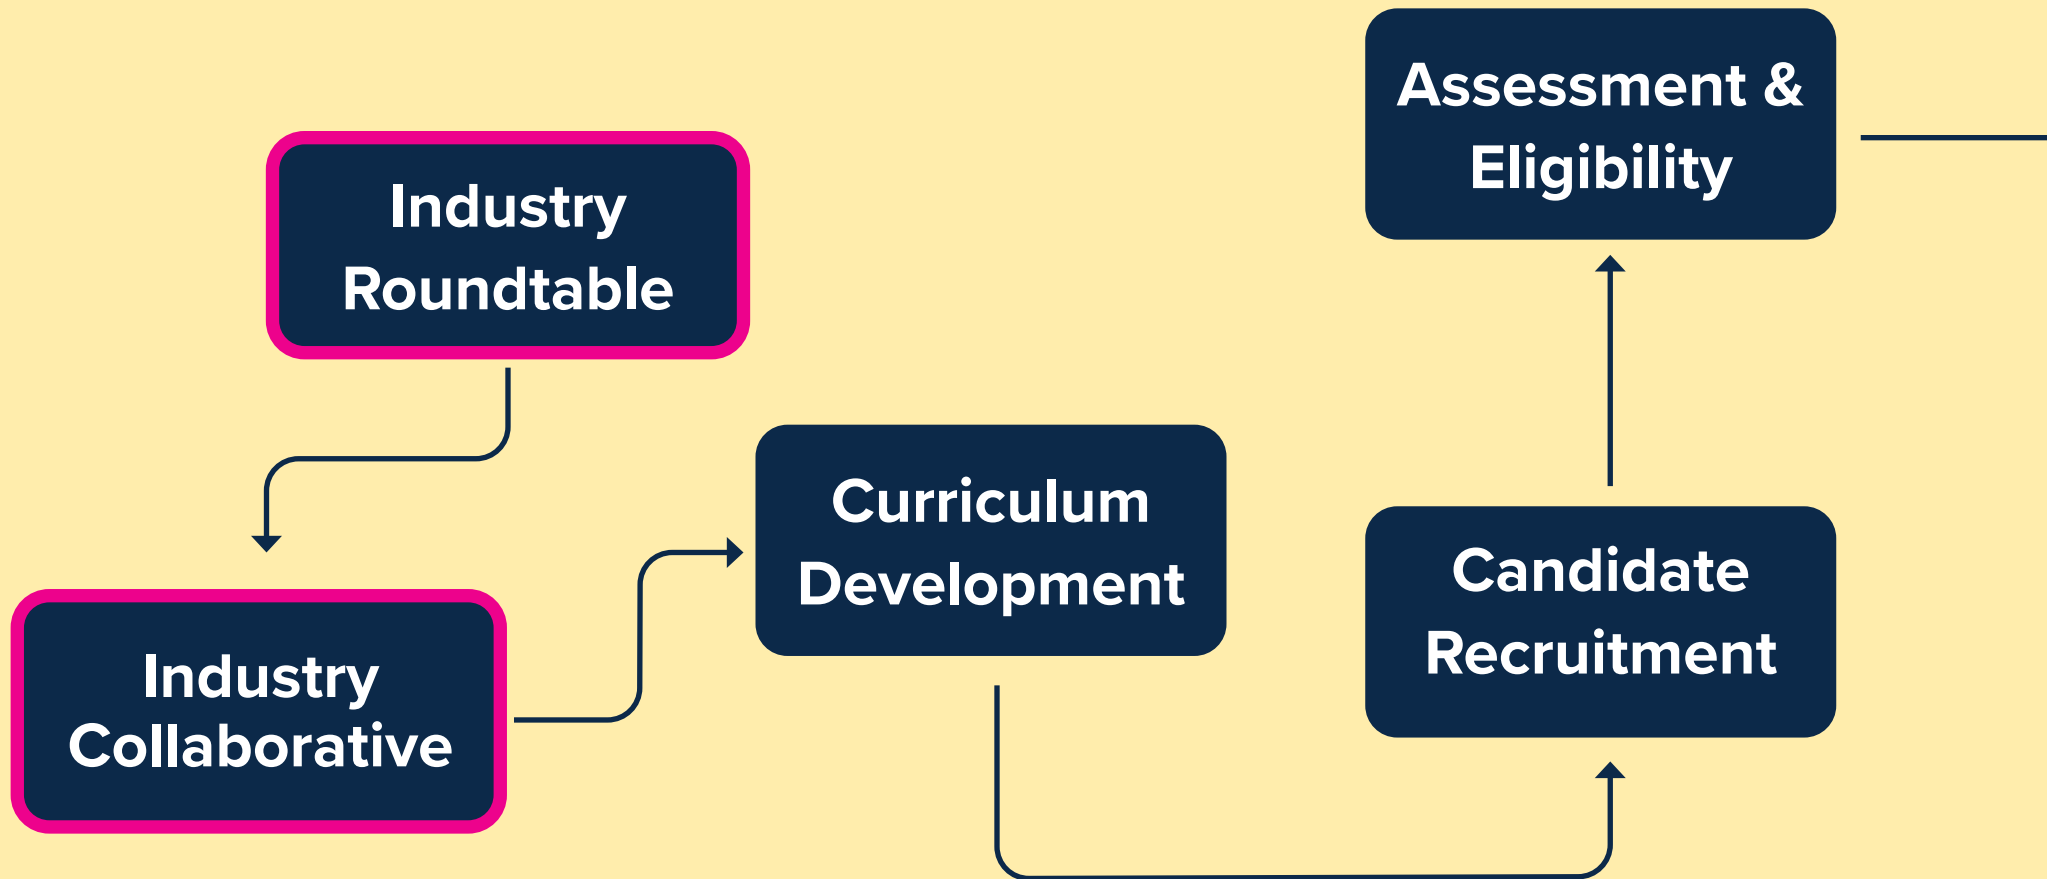 Industry
Roundtable
Industry
Collaborative
Curriculum
Development
Candidate
Recruitment
Assessment &
Eligibility